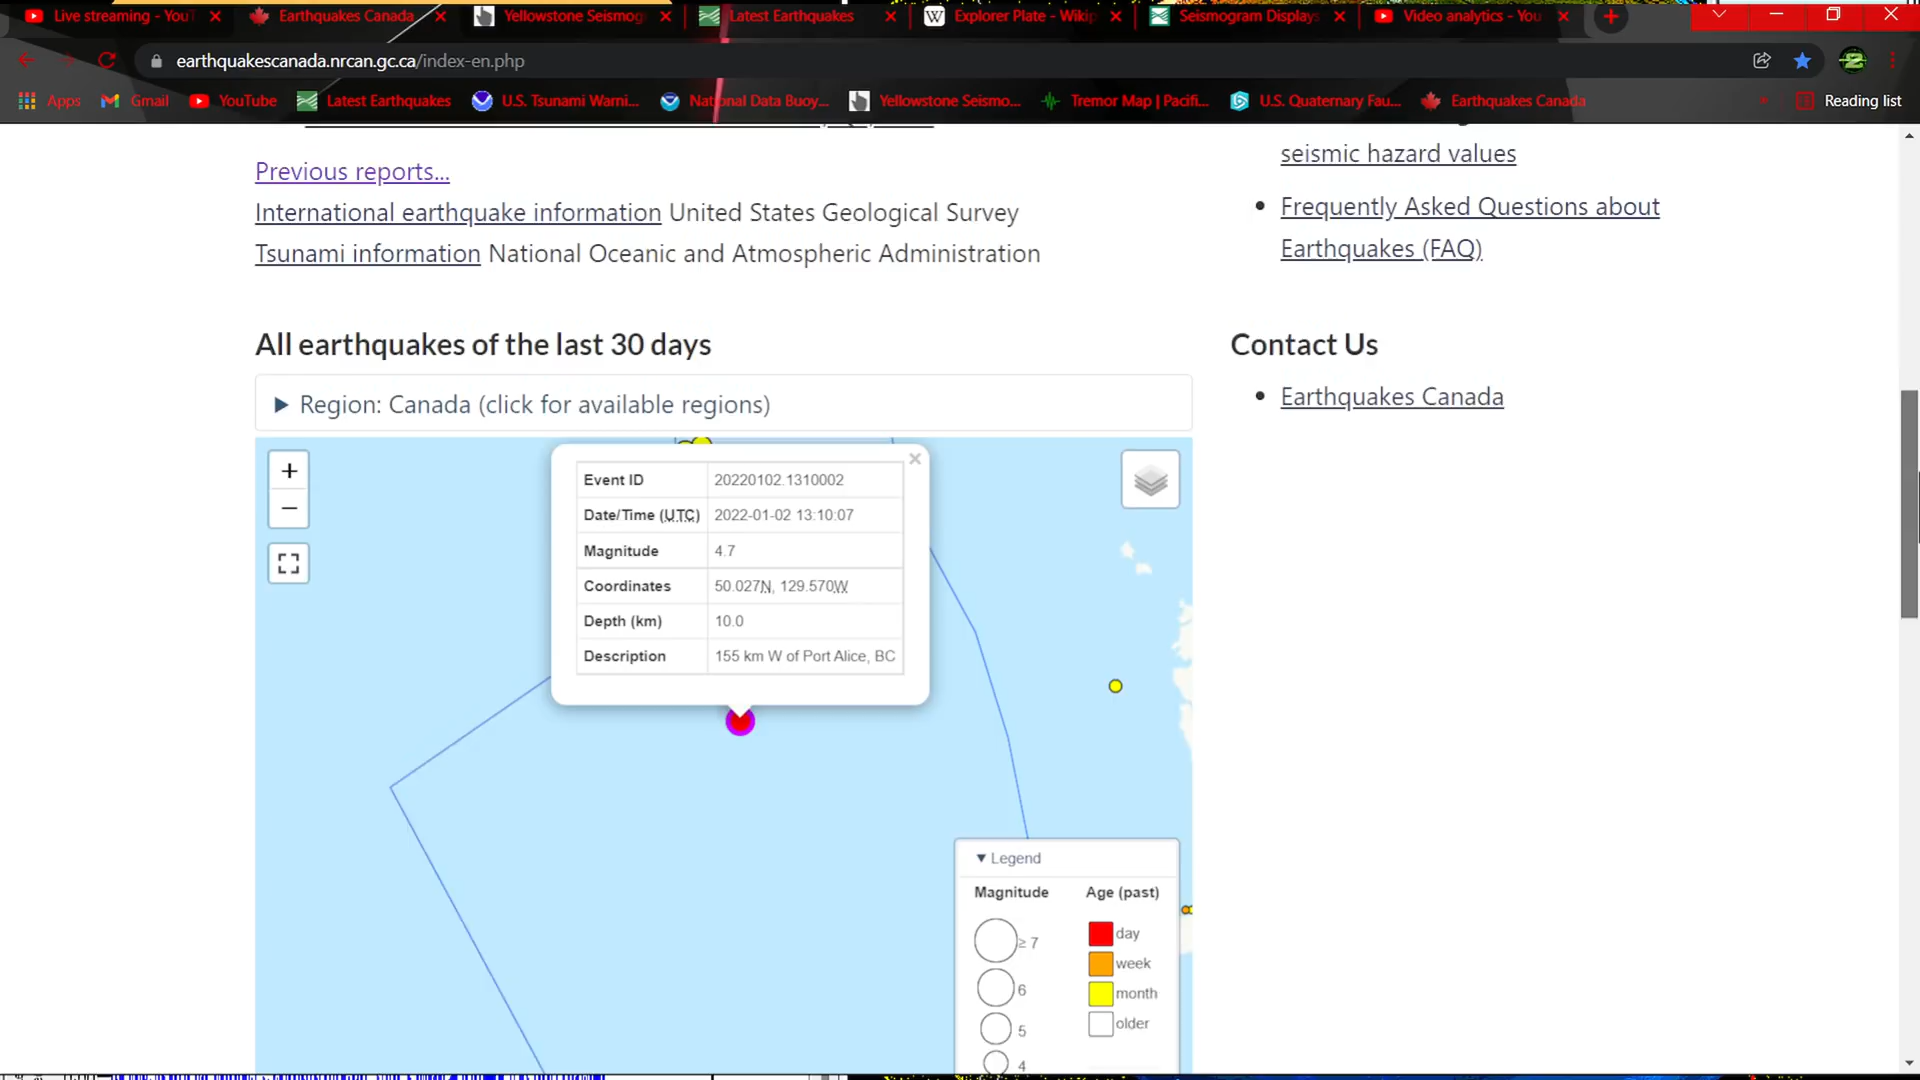 Live streaming - YouT
Earthquakes Canada
Yellowstone Seismog
Latest Earthquakes
Explorer Plate - Wikip
Seismogram Displays
Video analytics - You
earthquakescanada.nrcan.gc.ca/index-en.php
Apps
Gmail
YouTube
Latest Earthquakes
U.S. Tsunami Warni...
National Data Buoy...
Yellowstone Seismo...
Tremor Map | Pacifi...
U.S. Quaternary Fau...
Earthquakes Canada
Reading list
Previous reports...
International earthquake information United States Geological Survey
Tsunami information National Oceanic and Atmospheric Administration
seismic hazard values
Frequently Asked Questions about
Earthquakes (FAQ)
All earthquakes of the last 30 days
Contact Us
Region: Canada (click for available regions)
Earthquakes Canada
+
−
Event ID 20220102.1310002
Date/Time (UTC) 2022-01-02 13:10:07
Magnitude 4.7
Coordinates 50.027N, 129.570W
Depth (km) 10.0
Description 155 km W of Port Alice, BC
Legend
Magnitude Age (past)
≥ 7 day
6 week
month
5 older
4